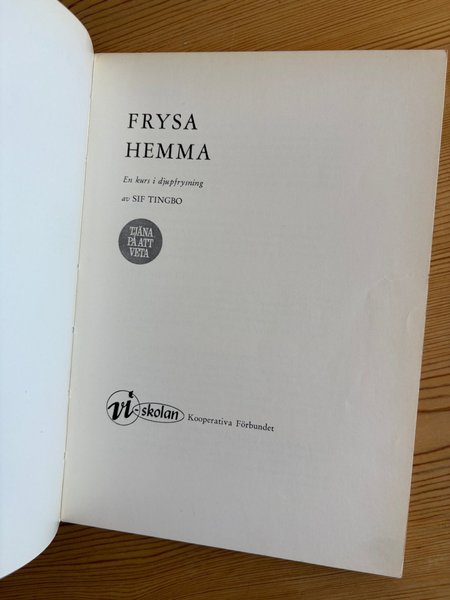 FRYSA
HEMMA
En kurs i djupfrysning
av SIF TINGBO
TJÄNA
PÅ ATT
VETA
vi-skolan Kooperativa Förbundet